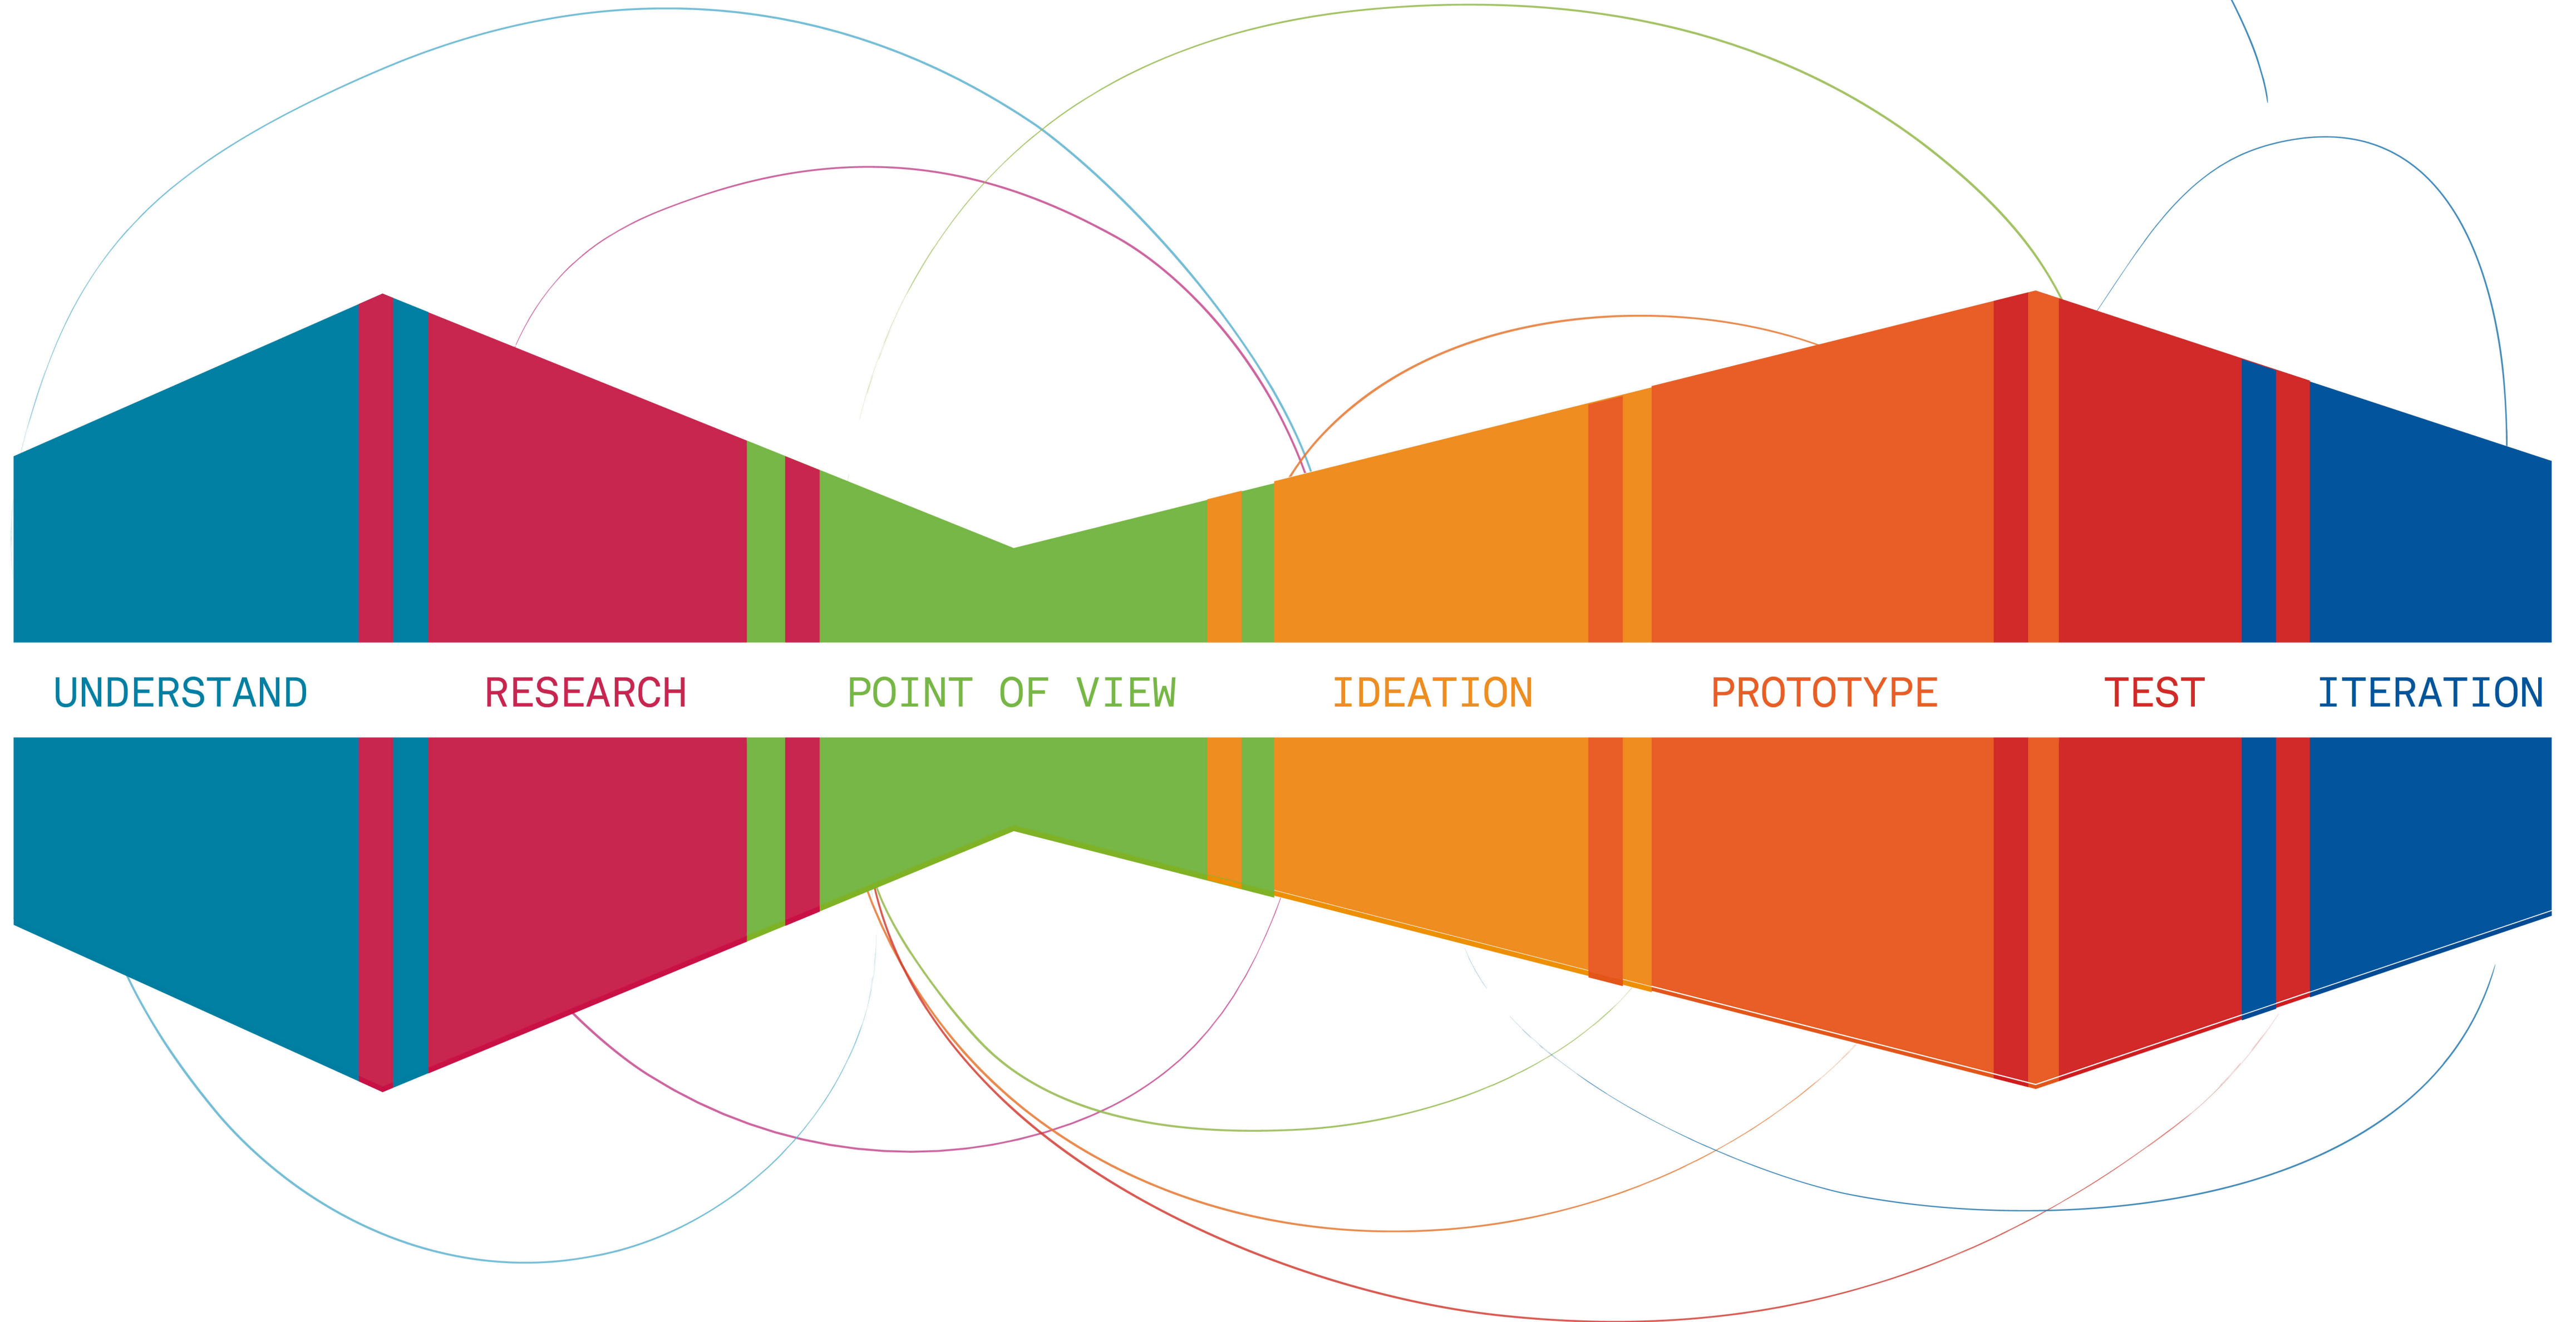 UNDERSTAND RESEARCH POINT OF VIEW IDEATION PROTOTYPE TEST ITERATION